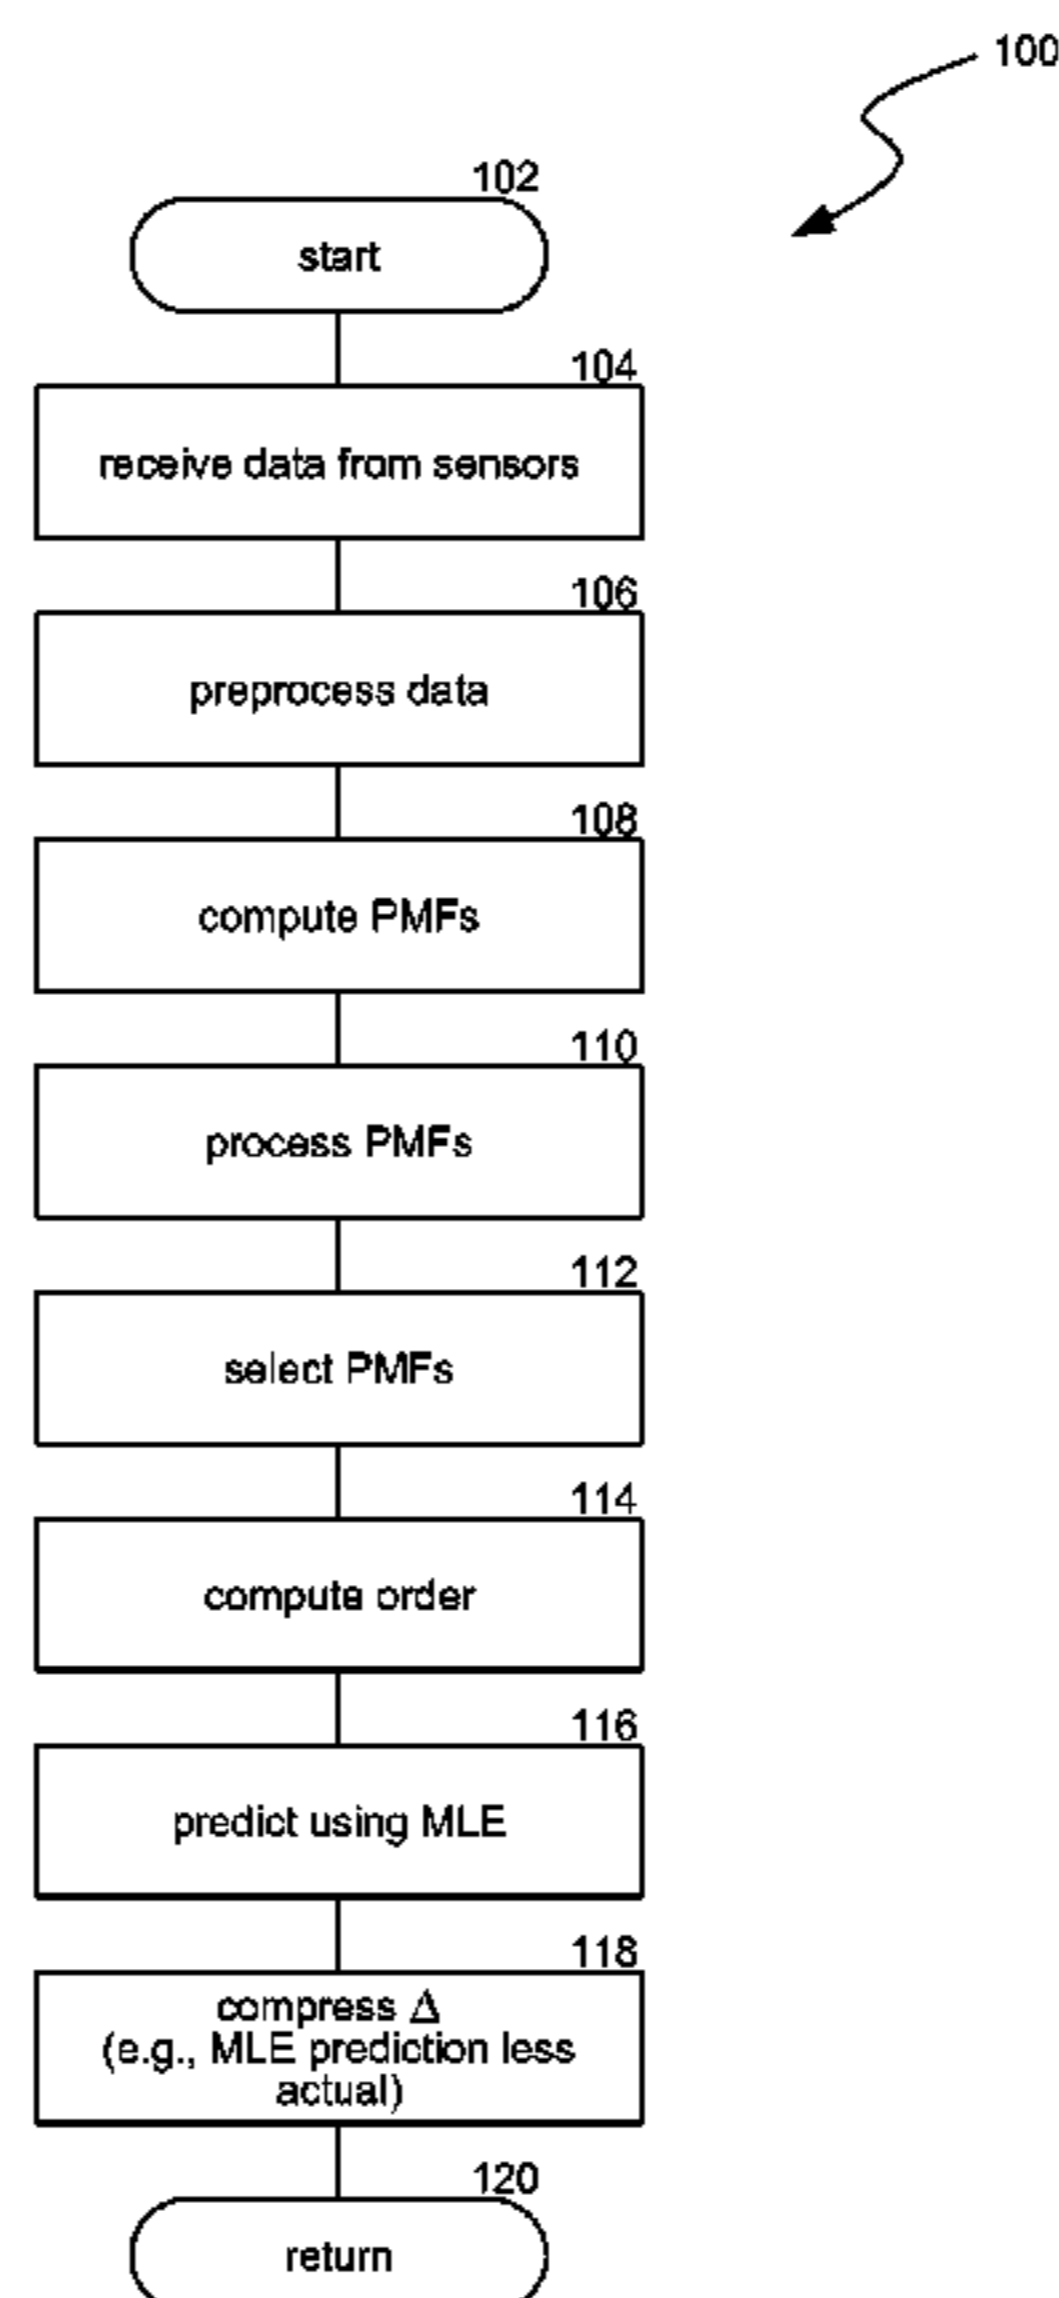 100
102
start
104
receive data from sensors
106
preprocess data
108
compute PMFs
110
process PMFs
112
select PMFs
114
compute order
116
predict using MLE
118
compress Δ
(e.g., MLE prediction less
actual)
120
return